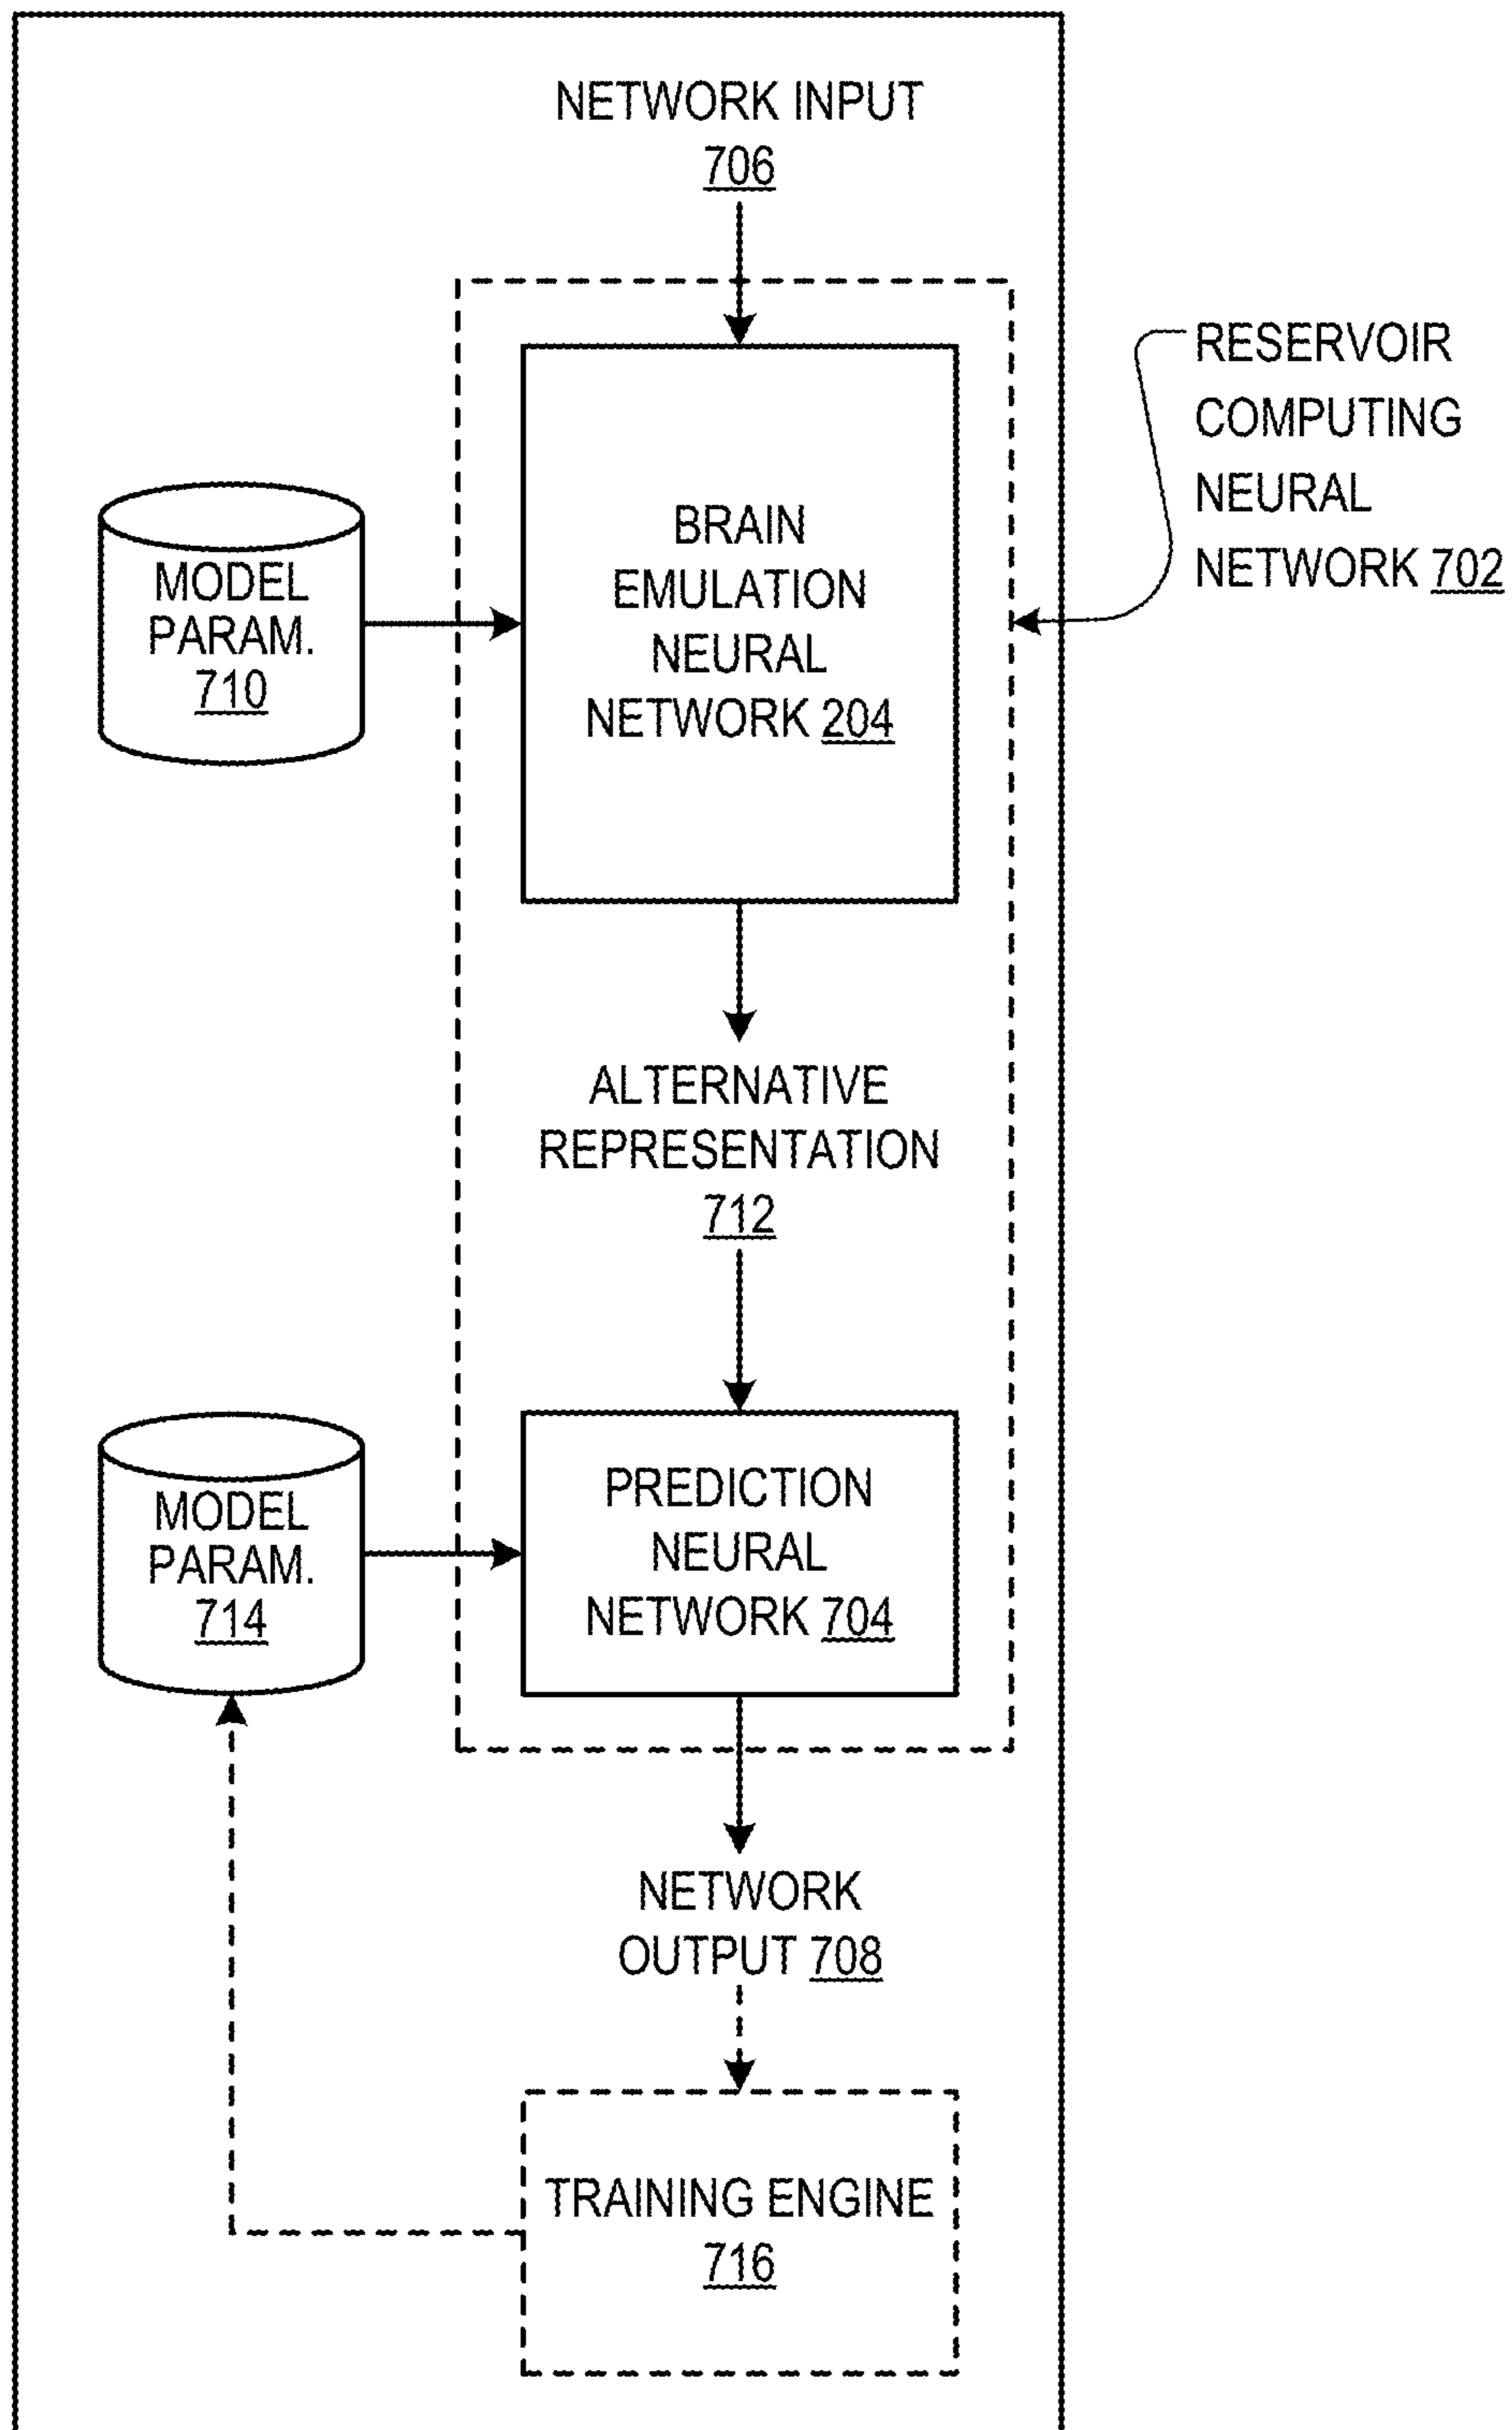 NETWORK INPUT
706
RESERVOIR
COMPUTING
NEURAL
NETWORK 702
BRAIN
EMULATION
NEURAL
NETWORK 204
MODEL
PARAM.
710
ALTERNATIVE
REPRESENTATION
712
MODEL
PARAM.
714
PREDICTION
NEURAL
NETWORK 704
NETWORK
OUTPUT 708
TRAINING ENGINE
716